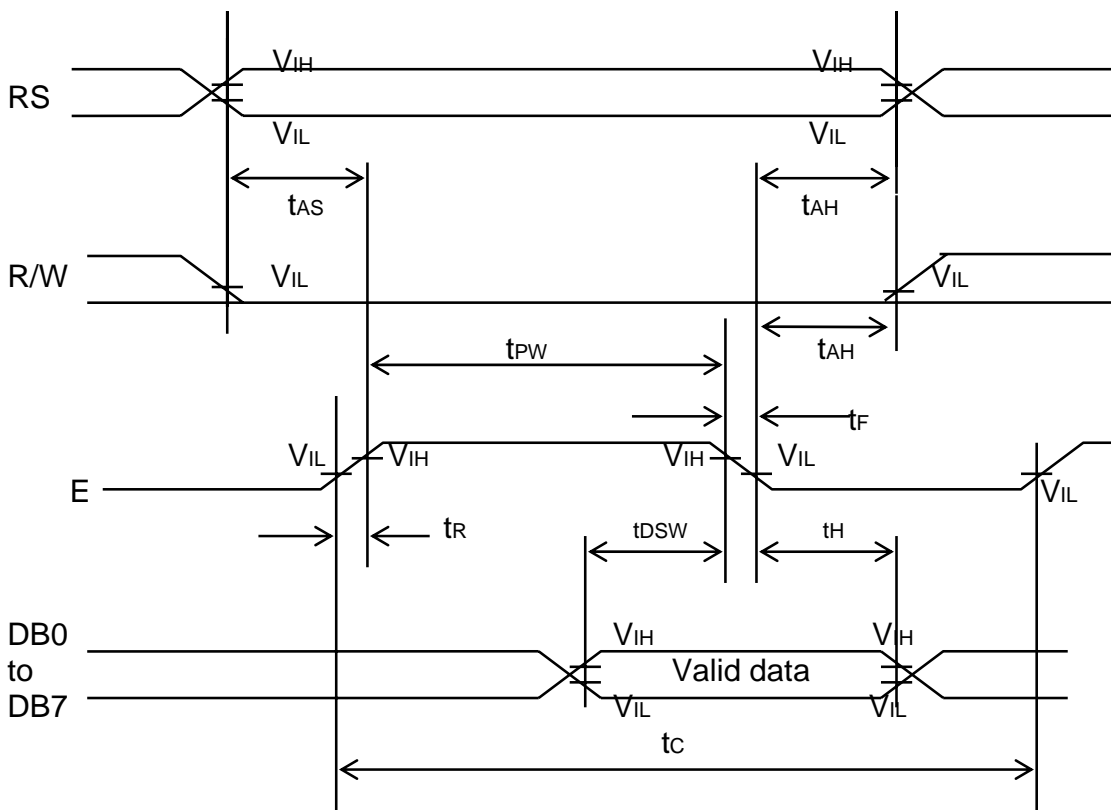 VIH VIH
RS
VIL VIL
tAS tAH
R/W VIL VIL
tPW tAH
tF
VIL VIH VIH VIL
E VIL
tR tDSW tH
DB0 VIH VIH
to Valid data
DB7 VIL VIL
tC